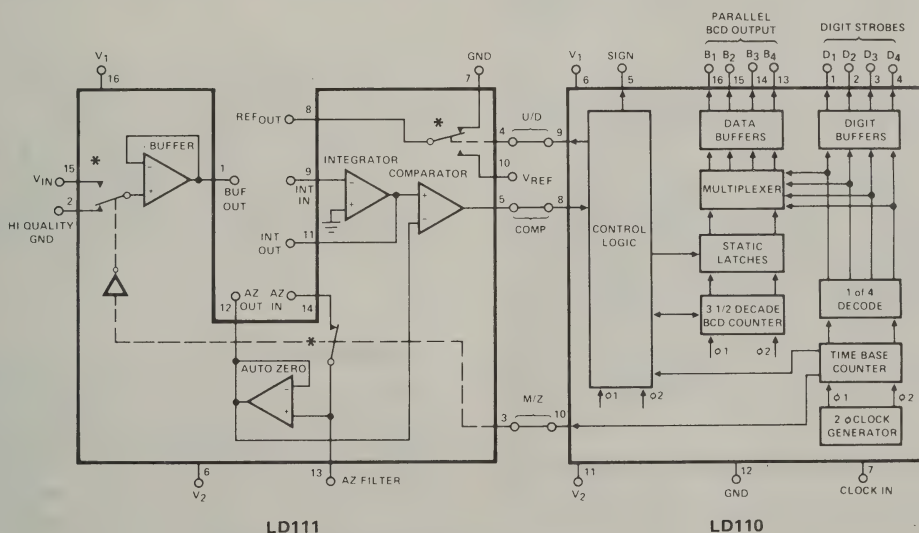 PARALLEL
BCD OUTPUT
DIGIT STROBES
V1
16
GND
7
V1
6
SIGN
5
B1 B2 B3 B4
16 15 14 13
D1 D2 D3 D4
1 2 3 4
REF OUT
8
*
4
U/D
9
DATA
BUFFERS
DIGIT
BUFFERS
*
BUFFER
15
VIN
-
+
1
BUF
OUT
9
INT
IN
INTEGRATOR
-
+
COMPARATOR
+
-
10
VREF
MULTIPLEXER
2
HI QUALITY
GND
5
COMP
8
CONTROL
LOGIC
11
INT
OUT
STATIC
LATCHES
1 of 4
DECODE
AZ
OUT
12
AZ
IN
14
3 1/2 DECADE
BCD COUNTER
ϕ1
ϕ2
*
AUTO ZERO
-
+
TIME BASE
COUNTER
ϕ1
ϕ2
ϕ1
ϕ2
M/Z
3
10
2 ϕ CLOCK
GENERATOR
6
V2
13
AZ FILTER
11
V2
12
GND
7
CLOCK IN
LD111
LD110